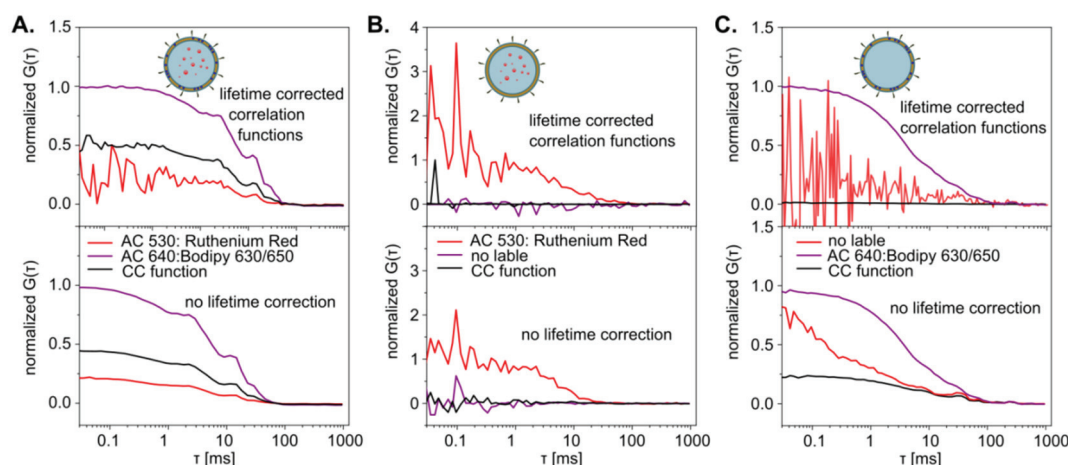 A.
1.5
1.0
0.5
0.0
normalized G(τ)
lifetime corrected
correlation
functions
AC 530: Ruthenium Red
AC 640:Bodipy 630/650
CC function
no lifetime correction
1.0
0.5
0.0
normalized G(τ)
0.1 1 10 100 1000
τ [ms]
B.
4
3
2
1
0
normalized G(τ)
lifetime corrected
correlation functions
AC 530: Ruthenium Red
no lable
CC function
no lifetime correction
3
2
1
0
normalized G(τ)
0.1 1 10 100 1000
τ [ms]
C.
1.5
1.0
0.5
0.0
normalized G(τ)
lifetime corrected
correlation functions
1.5
no lable
AC 640:Bodipy 630/650
CC function
no lifetime correction
1.0
0.5
0.0
normalized G(τ)
0.1 1 10 100 1000
τ [ms]